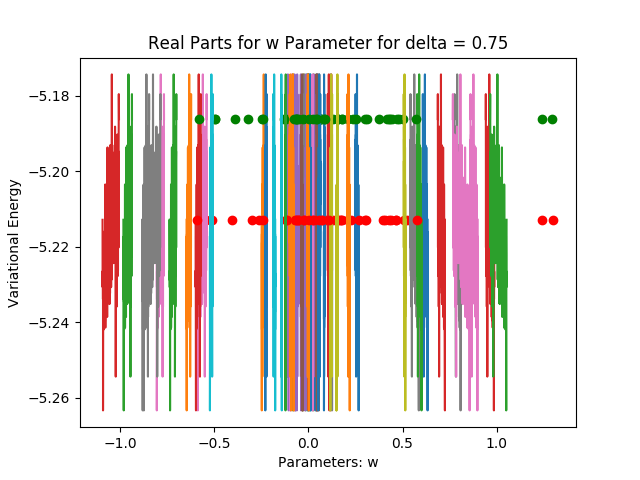 Real Parts for w Parameter for delta = 0.75
Variational Energy
−5.18
−5.20
−5.22
−5.24
−5.26
−1.0 −0.5 0.0 0.5 1.0
Parameters: w